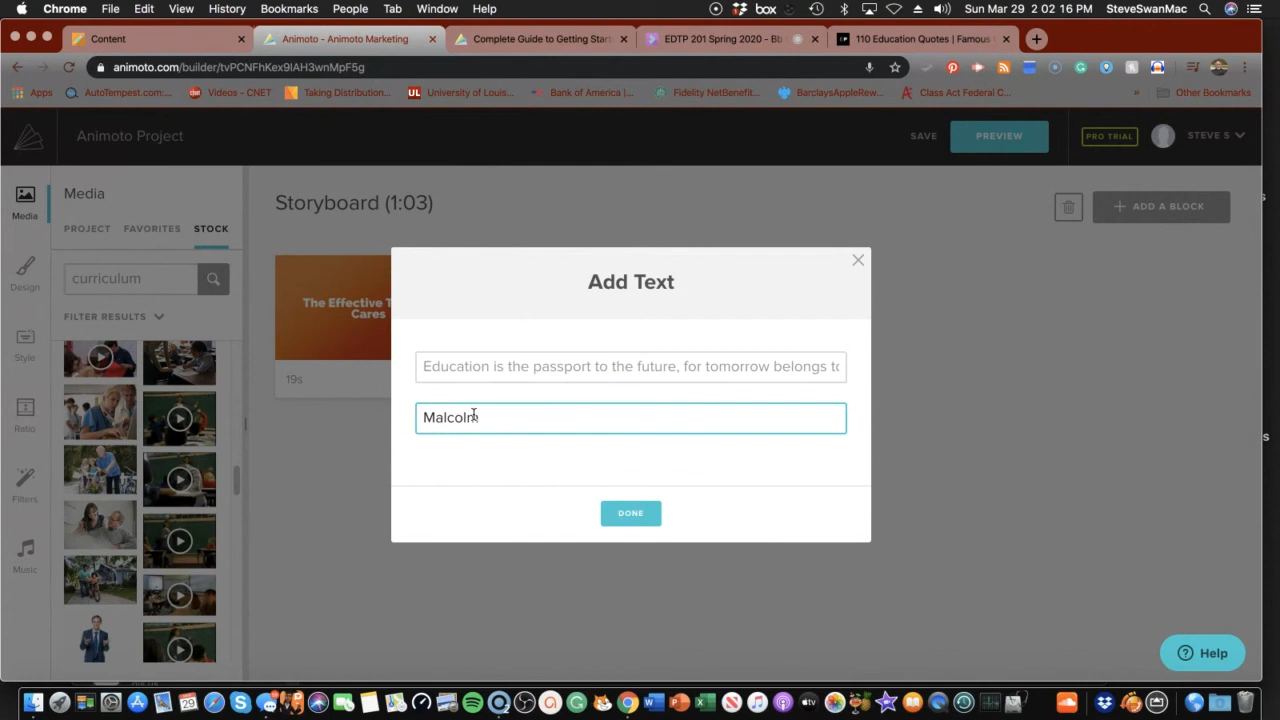 Chrome File Edit View History Bookmarks People Tab Window Help
box Sun Mar 29 2 02 16 PM SteveSwanMac
Content
Animoto - Animoto Marketing
Complete Guide to Getting Start
EDTP 201 Spring 2020 - Bb
110 Education Quotes | Famous
animoto.com/builder/tvPCNFhKex9IAH3wnMpF5g
Apps AutoTempest.com:... Videos - CNET Taking Distribution... University of Louis... Bank of America |... Fidelity NetBenefit... BarclaysAppleRew... Class Act Federal C... » Other Bookmarks
Animoto Project
SAVE
PREVIEW
PRO TRIAL
STEVE S
Media
Design
Style
Ratio
Filters
Music
Media
PROJECT FAVORITES STOCK
curriculum
FILTER RESULTS
Storyboard (1:03)
+ ADD A BLOCK
The Effective T
Cares
19s
Add Text
Education is the passport to the future, for tomorrow belongs to
Malcolm
DONE
? Help